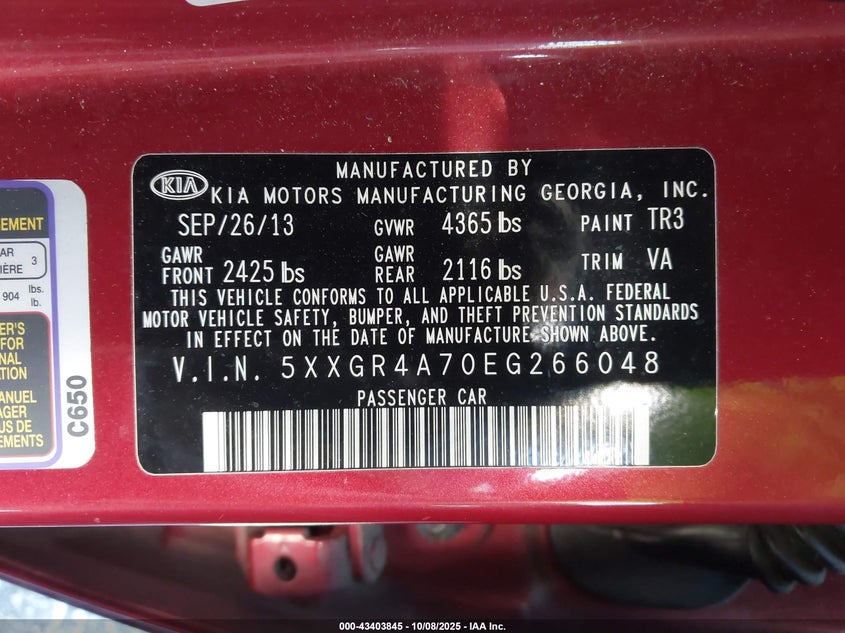 KIA
MANUFACTURED BY
KIA MOTORS MANUFACTURING GEORGIA, INC.
SEP/26/13 GVWR 4365 lbs PAINT TR3
GAWR FRONT 2425 lbs GAWR REAR 2116 lbs TRIM VA
THIS VEHICLE CONFORMS TO ALL APPLICABLE U.S.A. FEDERAL
MOTOR VEHICLE SAFETY, BUMPER, AND THEFT PREVENTION STANDARDS
IN EFFECT ON THE DATE OF MANUFACTURE SHOWN ABOVE.
V.I.N. 5XXGR4A70EG266048
PASSENGER CAR
EMENT
AR
IÈRE 3
904 lbs.
lb.
ER'S
FOR
NAL
ATION
ANUEL
AGER
US DE
EMENTS
C650
000-43403845 - 10/08/2025 - IAA Inc.